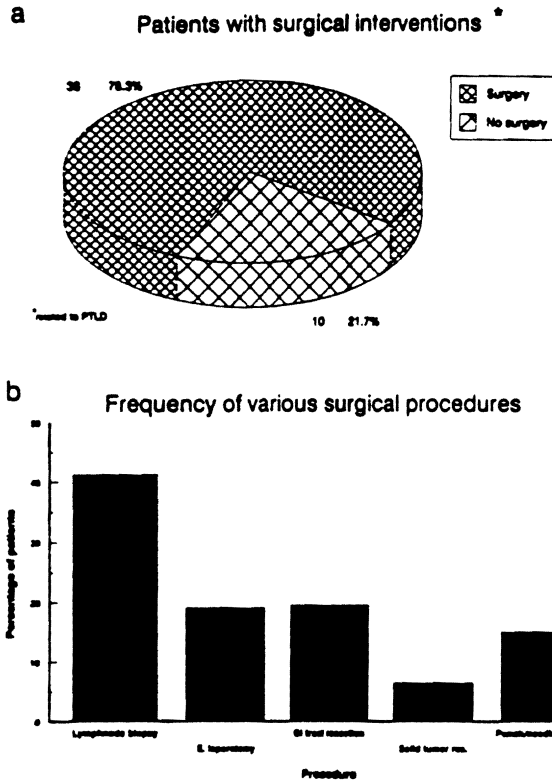 a
Patients with surgical interventions *
36 78.3%
Surgery
No surgery
*related to PTLD
10 21.7%
b
Frequency of various surgical procedures
50
40
30
20
10
0
Percentage of patients
Lymphnode biopsy
E. laparotomy
GI tract resection
Solid tumor res.
Procedure